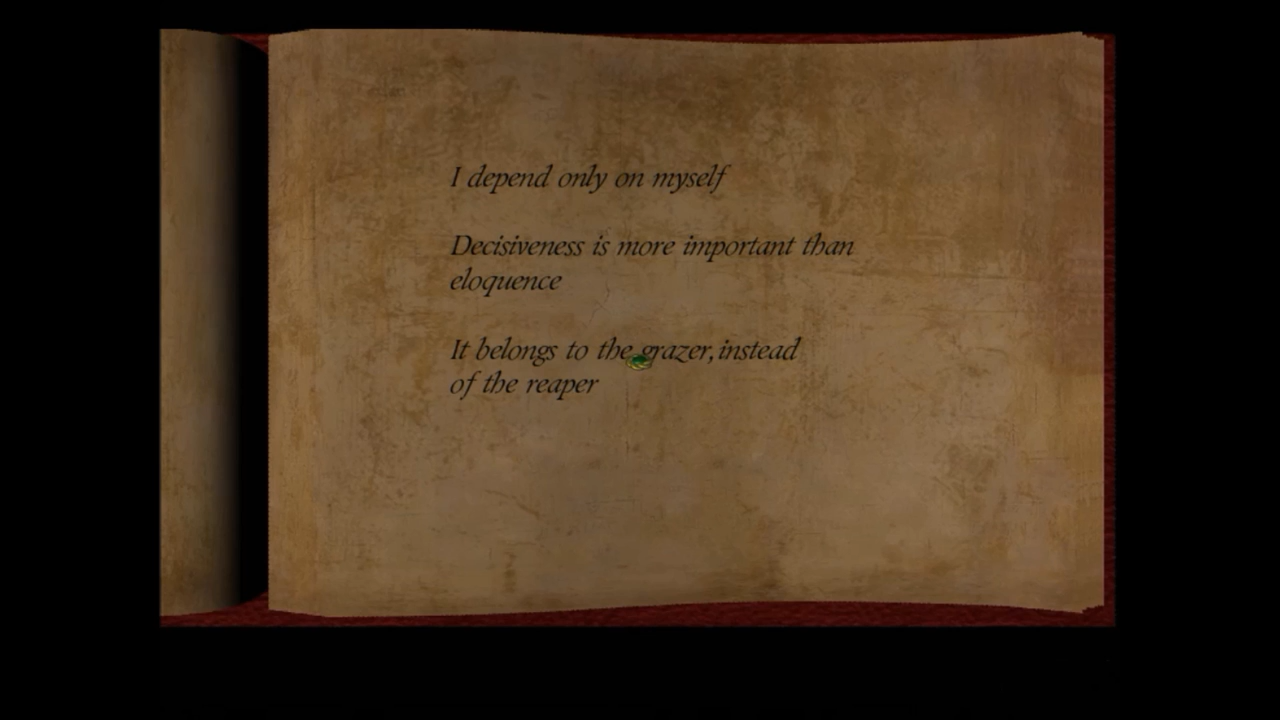 I depend only on myself
Decisiveness is more important than
eloquence
It belongs to the grazer,instead
of the reaper